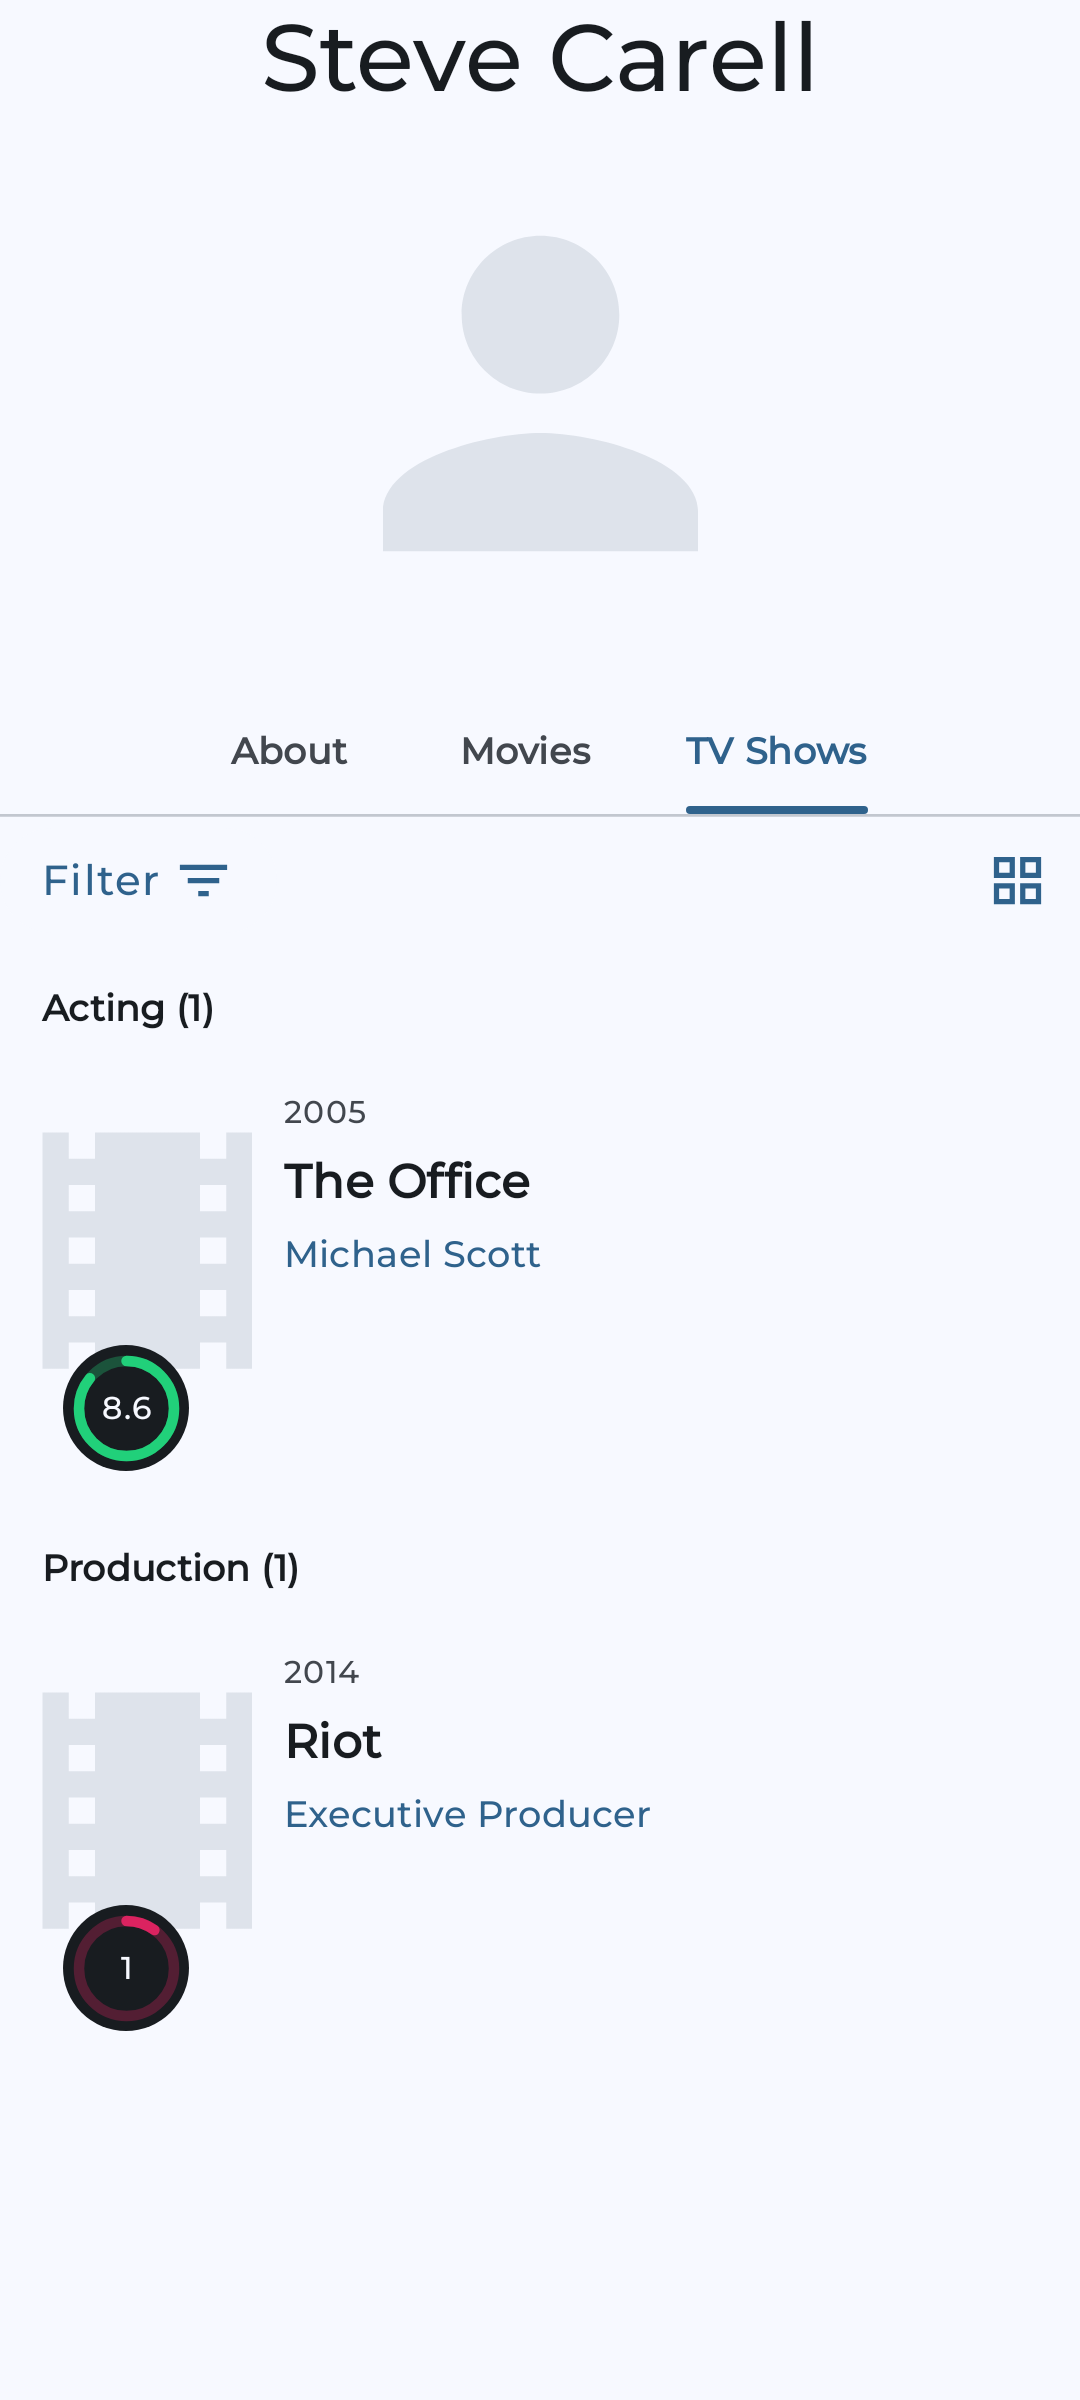 Steve Carell
About Movies TV Shows
Filter
Acting (1)
2005
The Office
Michael Scott
8.6
Production (1)
2014
Riot
Executive Producer
1